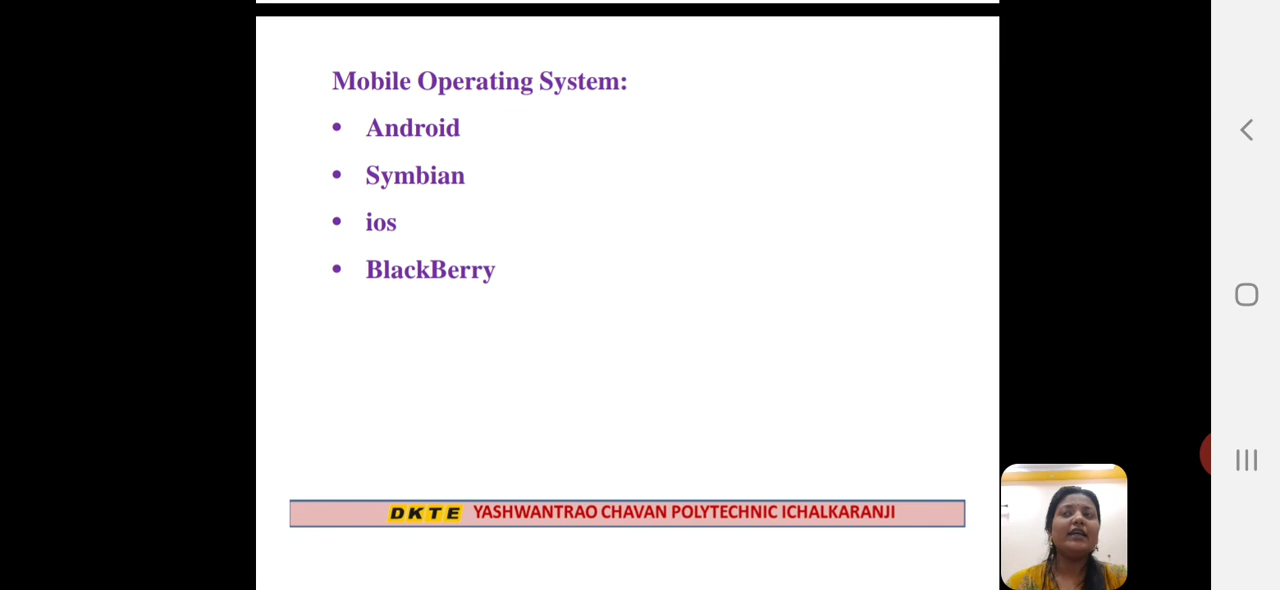 Mobile Operating System:
• Android
• Symbian
• ios
• BlackBerry
DKTE YASHWANTRAO CHAVAN POLYTECHNIC ICHALKARANJI